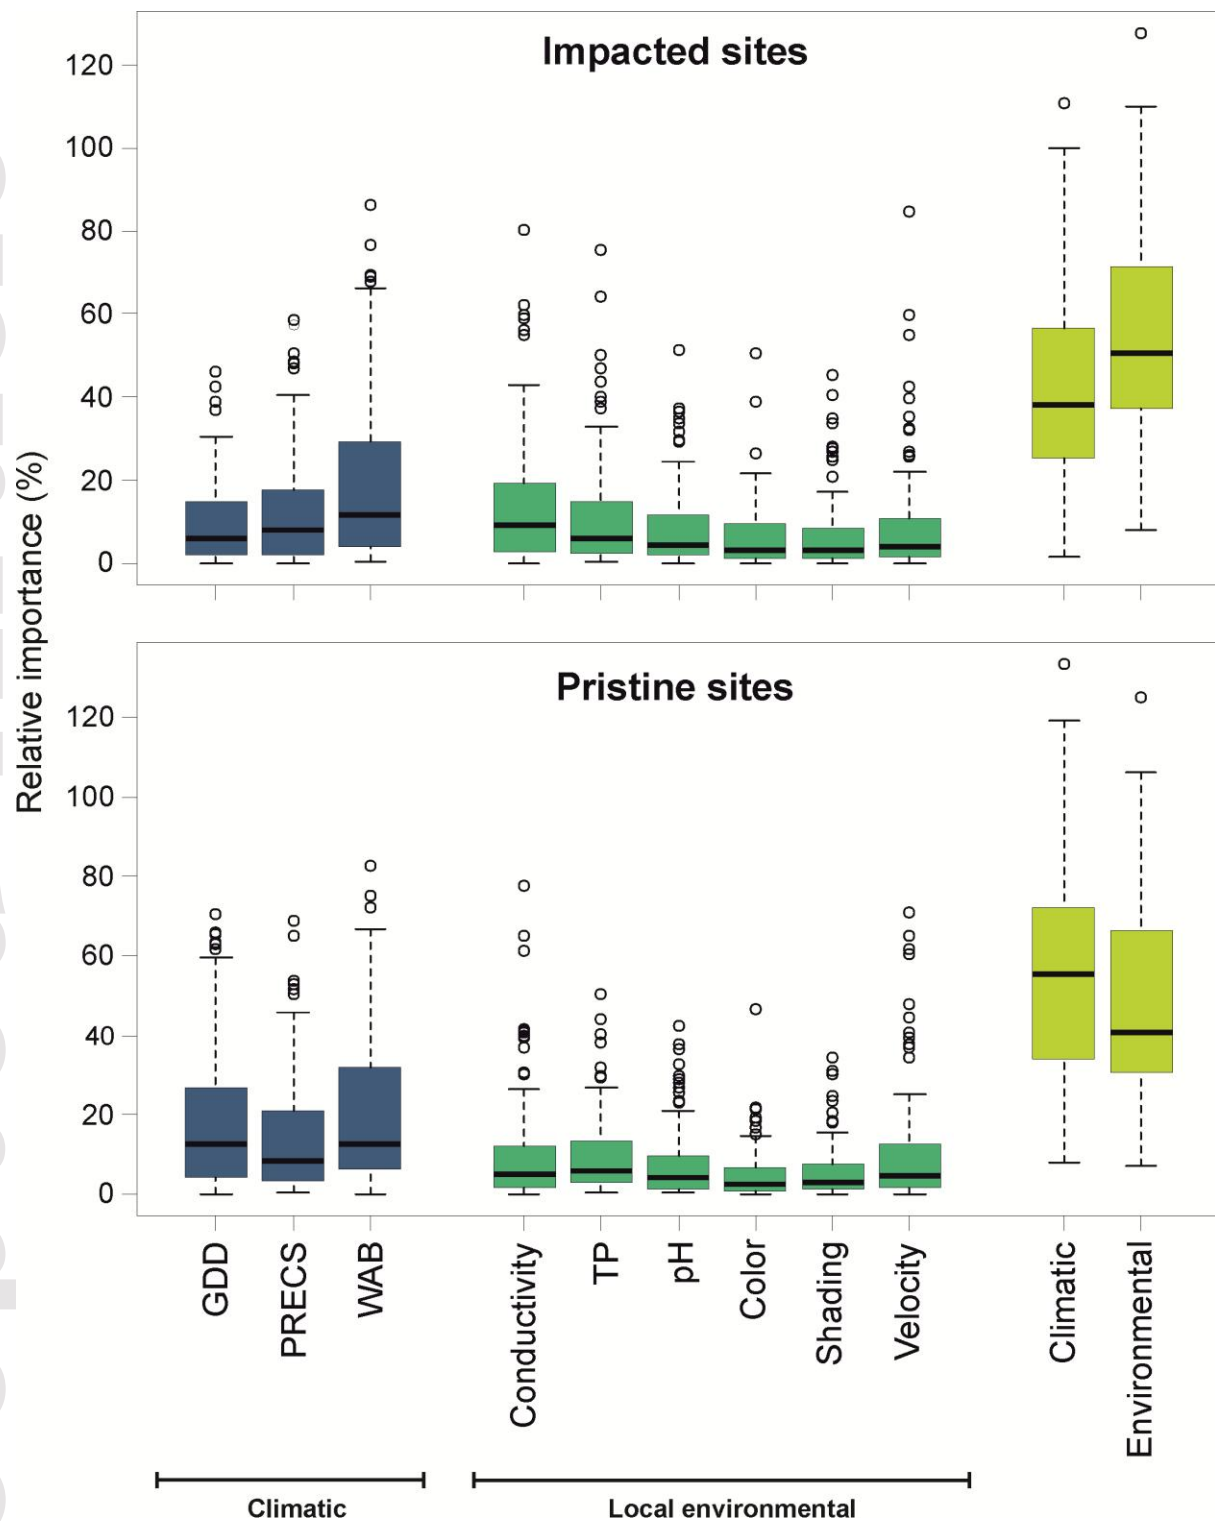 Impacted sites
120
100
80
60
40
20
0
Relative importance (%)
Pristine sites
120
100
80
60
40
20
0
GDD
PRECS
WAB
Conductivity
TP
pH
Color
Shading
Velocity
Climatic
Environmental
Climatic
Local environmental